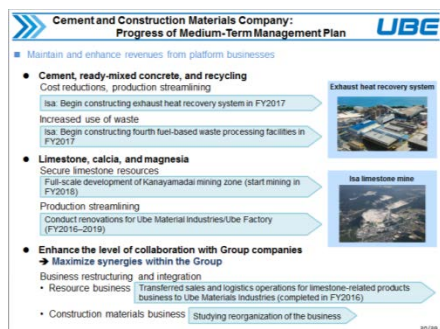 Cement and Construction Materials Company:
Progress of Medium-Term Management Plan
UBE
Maintain and enhance revenues from platform businesses
Cement, ready-mixed concrete, and recycling
Cost reductions, production streamlining
Isa: Begin constructing exhaust heat recovery system in FY2017
Increased use of waste
Isa: Begin constructing fourth fuel-based waste processing facilities in
FY2017
Exhaust heat recovery system
Limestone, calcia, and magnesia
Secure limestone resources
Full-scale development of Kanayamadai mining zone (start mining in
FY2018)
Production streamlining
Conduct renovations for Ube Material Industries/Ube Factory
(FY2016–2019)
Isa limestone mine
Enhance the level of collaboration with Group companies
➔ Maximize synergies within the Group
Business restructuring and integration
Resource business
Transferred sales and logistics operations for limestone-related products
business to Ube Materials Industries (completed in FY2016)
Construction materials business
Studying reorganization of the business